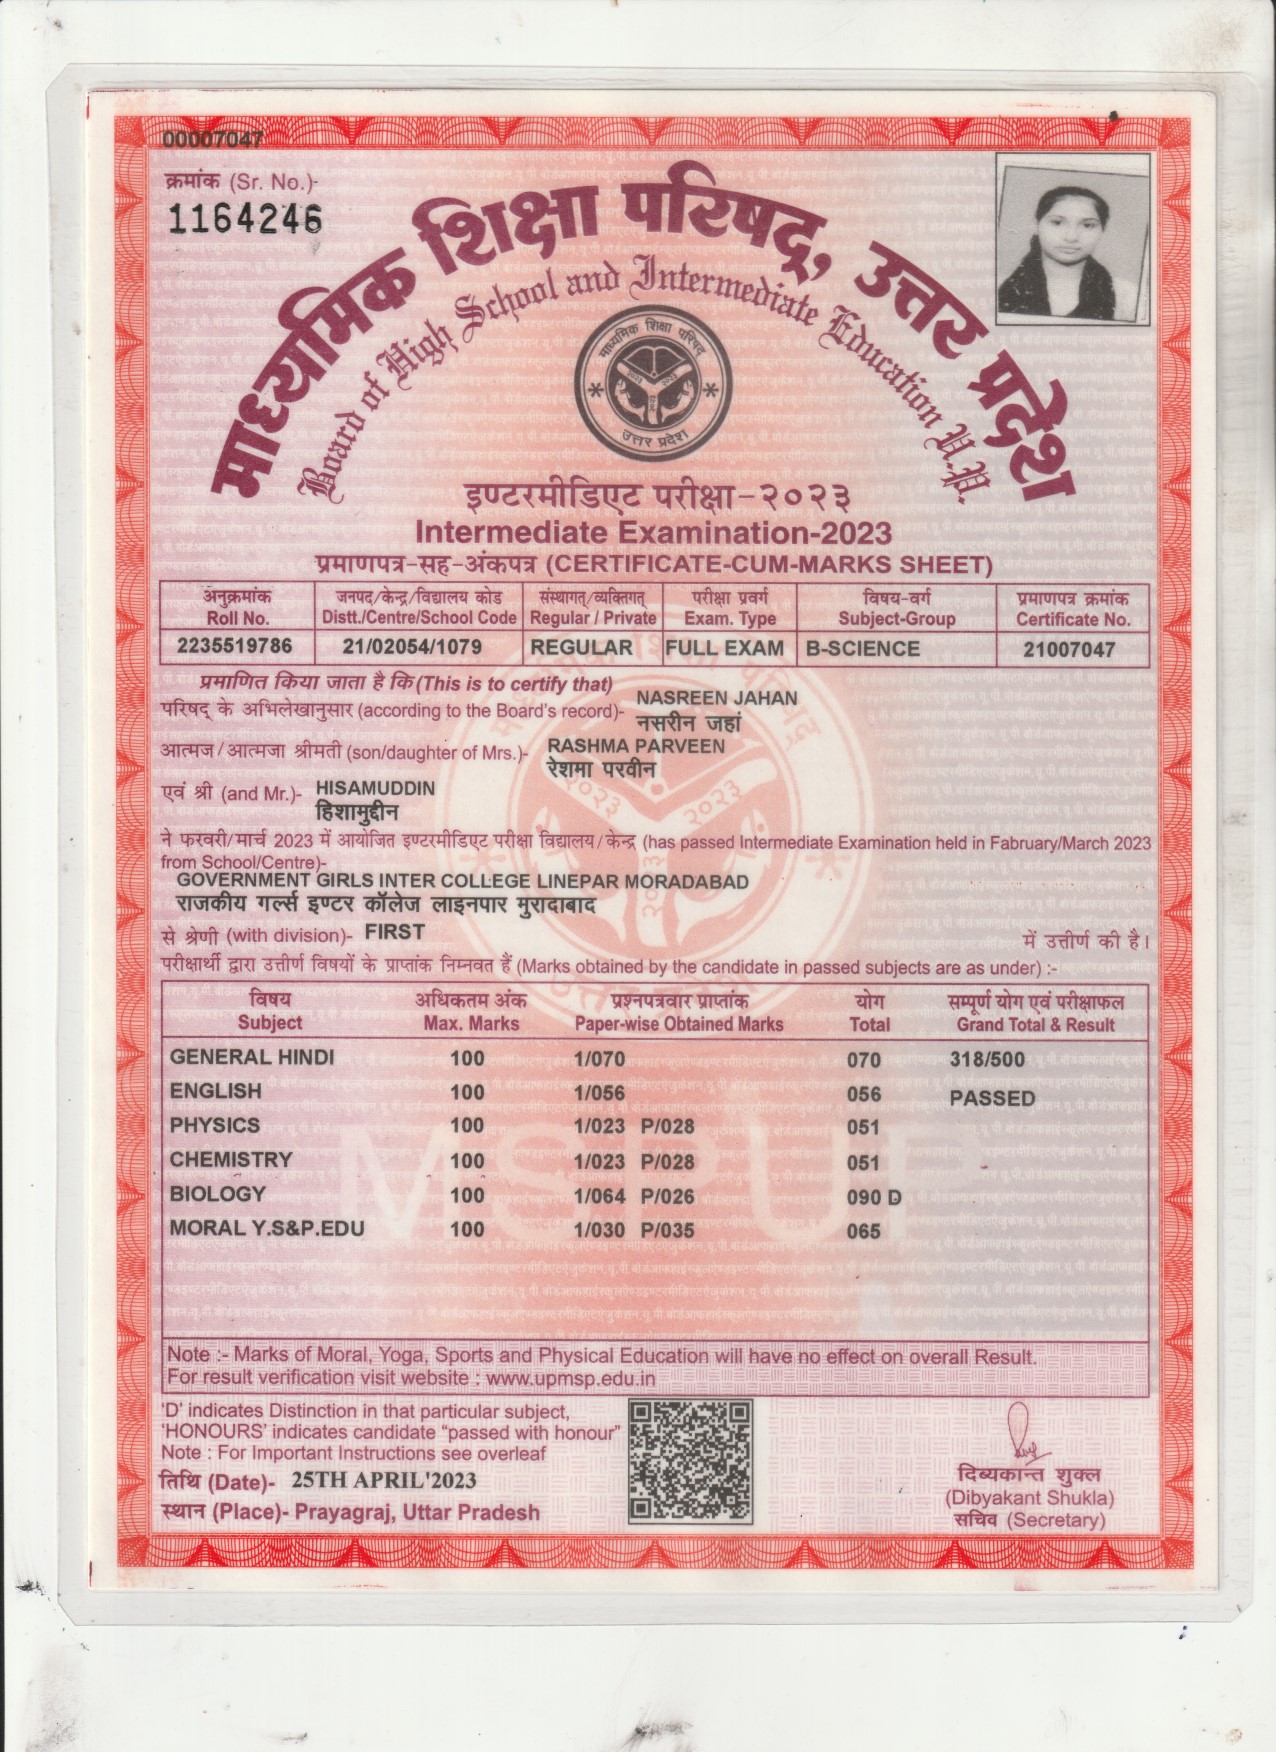 00007047
क्रमांक (Sr. No.)-
1164246
माध्यमिक शिक्षा परिषद्, उत्तर प्रदेश
Board of High School and Intermediate Education U.P.
माध्यमिक शिक्षा परिषद्
उत्तर प्रदेश
इण्टरमीडिएट परीक्षा-२०२३
Intermediate Examination-2023
प्रमाणपत्र-सह-अंकपत्र (CERTIFICATE-CUM-MARKS SHEET)
अनुक्रमांक जनपद/केन्द्र/विद्यालय कोड संस्थागत/व्यक्तिगत परीक्षा प्रवर्ग विषय-वर्ग प्रमाणपत्र क्रमांक
Roll No. Distt./Centre/School Code Regular / Private Exam. Type Subject-Group Certificate No.
2235519786 21/02054/1079 REGULAR FULL EXAM B-SCIENCE 21007047
प्रमाणित किया जाता है कि (This is to certify that)
परिषद् के अभिलेखानुसार (according to the Board's record)- NASREEN JAHAN
नसरीन जहां
आत्मज/आत्मजा श्रीमती (son/daughter of Mrs.)- RASHMA PARVEEN
रेशमा परवीन
एवं श्री (and Mr.)- HISAMUDDIN
हिशामुद्दीन
ने फरवरी/मार्च 2023 में आयोजित इण्टरमीडिएट परीक्षा विद्यालय/केन्द्र (has passed Intermediate Examination held in Fabruary/March 2023
from School/Centre)-
GOVERNMENT GIRLS INTER COLLEGE LINEPAR MORADABAD
राजकीय गर्ल्स इण्टर कॉलेज लाइनपार मुरादाबाद
से श्रेणी (with division)- FIRST में उत्तीर्ण की है।
परीक्षार्थी द्वारा उत्तीर्ण विषयों के प्राप्तांक निम्नवत हैं (Marks obtained by the candidate in passed subjects are as under) :-
विषय अधिकतम अंक प्रश्नपत्रवार प्राप्तांक योग सम्पूर्ण योग एवं परीक्षाफल
Subject Max. Marks Paper-wise Obtained Marks Total Grand Total & Result
GENERAL HINDI 100 1/070 070 318/500
ENGLISH 100 1/056 056 PASSED
PHYSICS 100 1/023 P/028 051
CHEMISTRY 100 1/023 P/028 051
BIOLOGY 100 1/064 P/026 090 D
MORAL Y.S&P.EDU 100 1/030 P/035 065
MSPUP
Note :- Marks of Moral, Yoga, Sports and Physical Education will have no effect on overall Result.
For result verification visit website : www.upmsp.edu.in
'D' indicates Distinction in that particular subject,
'HONOURS' indicates candidate "passed with honour"
Note : For Important Instructions see overleaf
तिथि (Date)- 25TH APRIL'2023
स्थान (Place)- Prayagraj, Uttar Pradesh
दिब्यकान्त शुक्ल
(Dibyakant Shukla)
सचिव (Secretary)